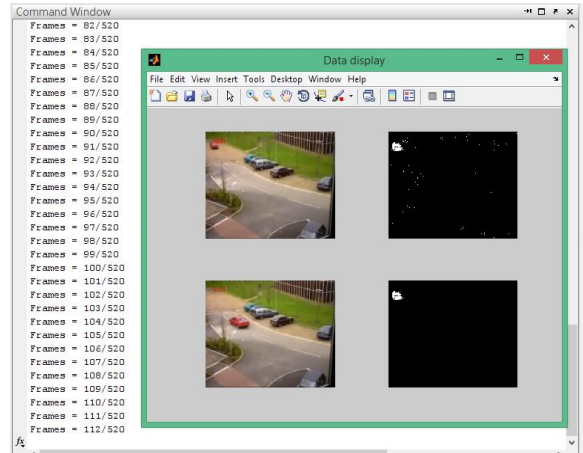 Command Window
Frames = 82/520
Frames = 83/520
Frames = 84/520
Frames = 85/520
Frames = 86/520
Frames = 87/520
Frames = 88/520
Frames = 89/520
Frames = 90/520
Frames = 91/520
Frames = 92/520
Frames = 93/520
Frames = 94/520
Frames = 95/520
Frames = 96/520
Frames = 97/520
Frames = 98/520
Frames = 99/520
Frames = 100/520
Frames = 101/520
Frames = 102/520
Frames = 103/520
Frames = 104/520
Frames = 105/520
Frames = 106/520
Frames = 107/520
Frames = 108/520
Frames = 109/520
Frames = 110/520
Frames = 111/520
Frames = 112/520
fx
Data display
File Edit View Insert Tools Desktop Window Help